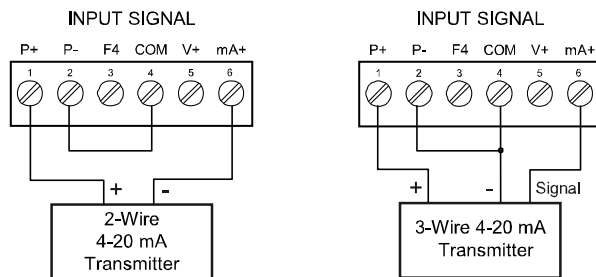 INPUT SIGNAL
P+ P- F4 COM V+ mA+
1 2 3 4 5 6
+ -
2-Wire
4-20 mA
Transmitter
INPUT SIGNAL
P+ P- F4 COM V+ mA+
1 2 3 4 5 6
+ - Signal
3-Wire 4-20 mA
Transmitter